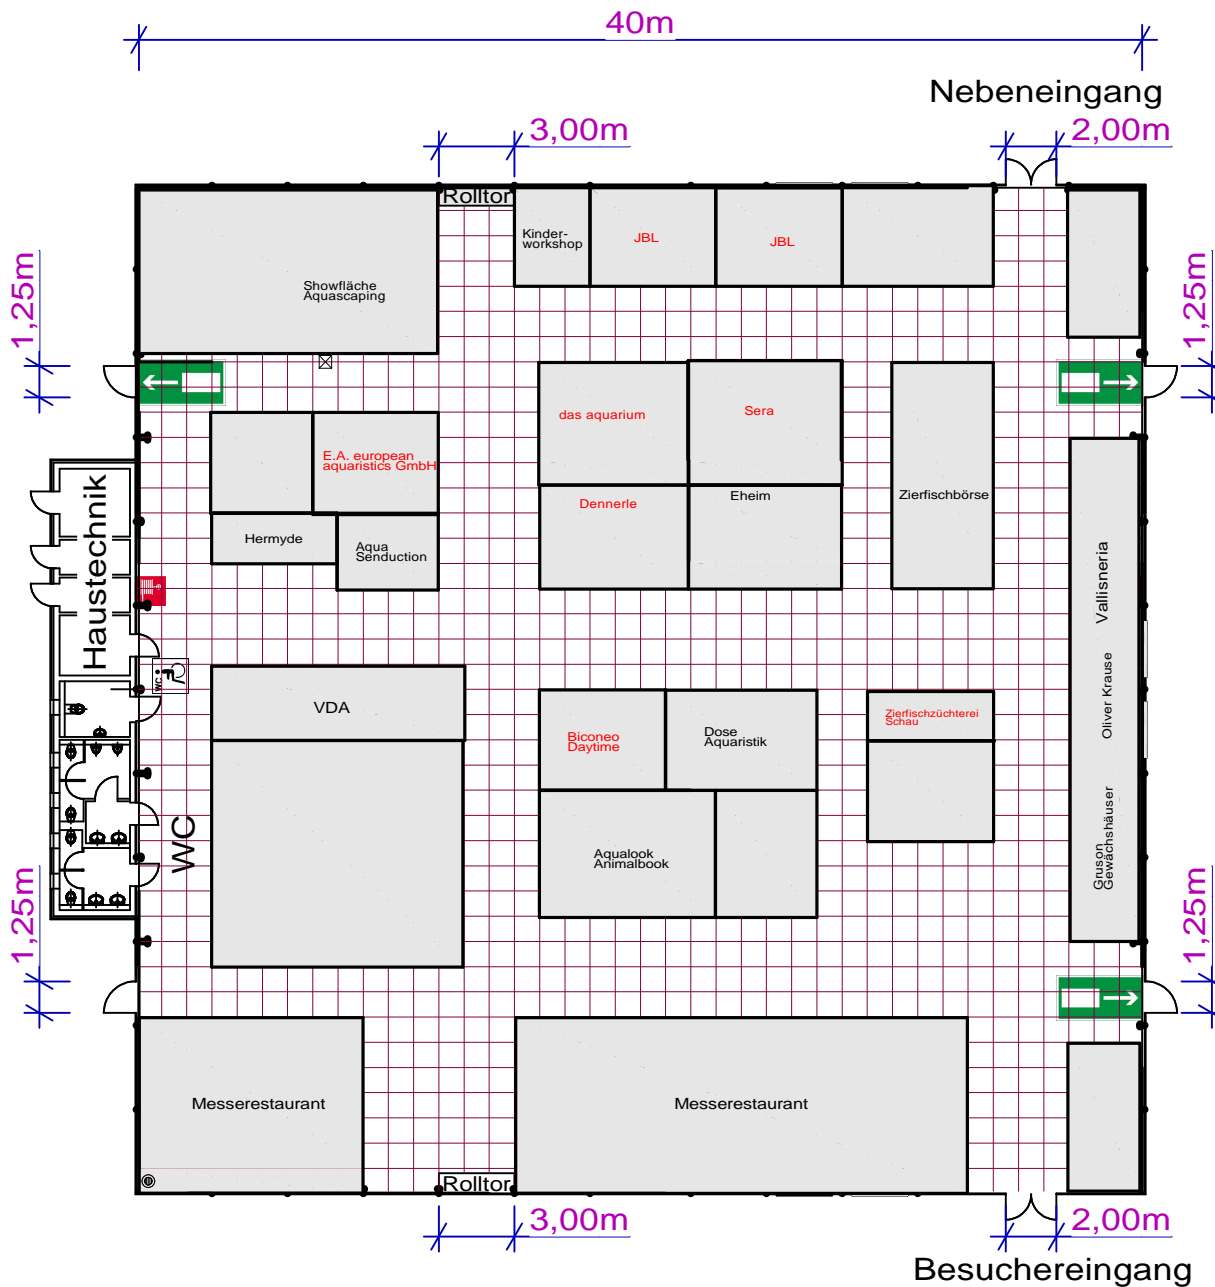 40m
Nebeneingang
3,00m
2,00m
Rolltor
Kinder-
workshop
JBL
JBL
Showfläche
Aquascaping
1,25m
1,25m
das aquarium
Sera
E.A. european
aquaristics GmbH
Dennerle
Eheim
Zierfischbörse
Hermyde
Aqua
Senduction
Haustechnik
Vallisneria
Oliver Krause
Gruson
Gewächshäuser
WC
VDA
Biconeo
Daytime
Dose
Aquaristik
Zierfischzüchterei
Schau
Aqualook
Animalbook
WC
1,25m
1,25m
Messerestaurant
Messerestaurant
Rolltor
3,00m
2,00m
Besuchereingang